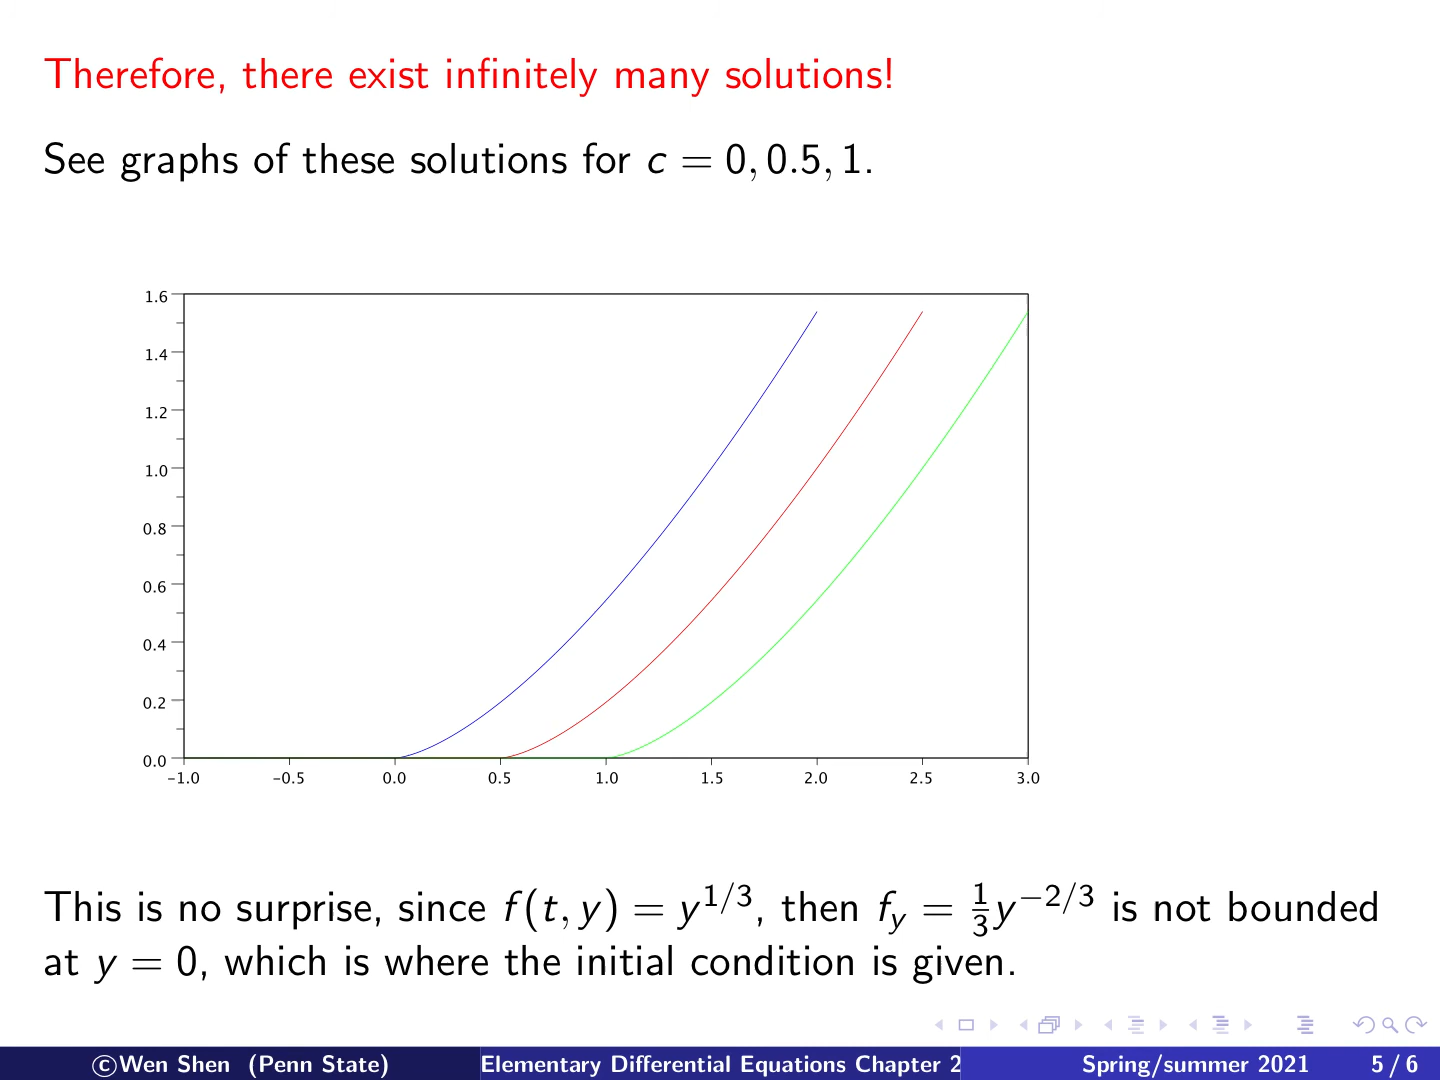 Therefore, there exist infinitely many solutions!
See graphs of these solutions for c = 0, 0.5, 1.
1.6
1.4
1.2
1.0
0.8
0.6
0.4
0.2
0.0
−1.0 −0.5 0.0 0.5 1.0 1.5 2.0 2.5 3.0
This is no surprise, since f(t, y) = y^{1/3}, then f_y = \frac{1}{3}y^{−2/3} is not bounded
at y = 0, which is where the initial condition is given.
©Wen Shen (Penn State) Elementary Differential Equations Chapter 2 Spring/summer 2021 5 / 6